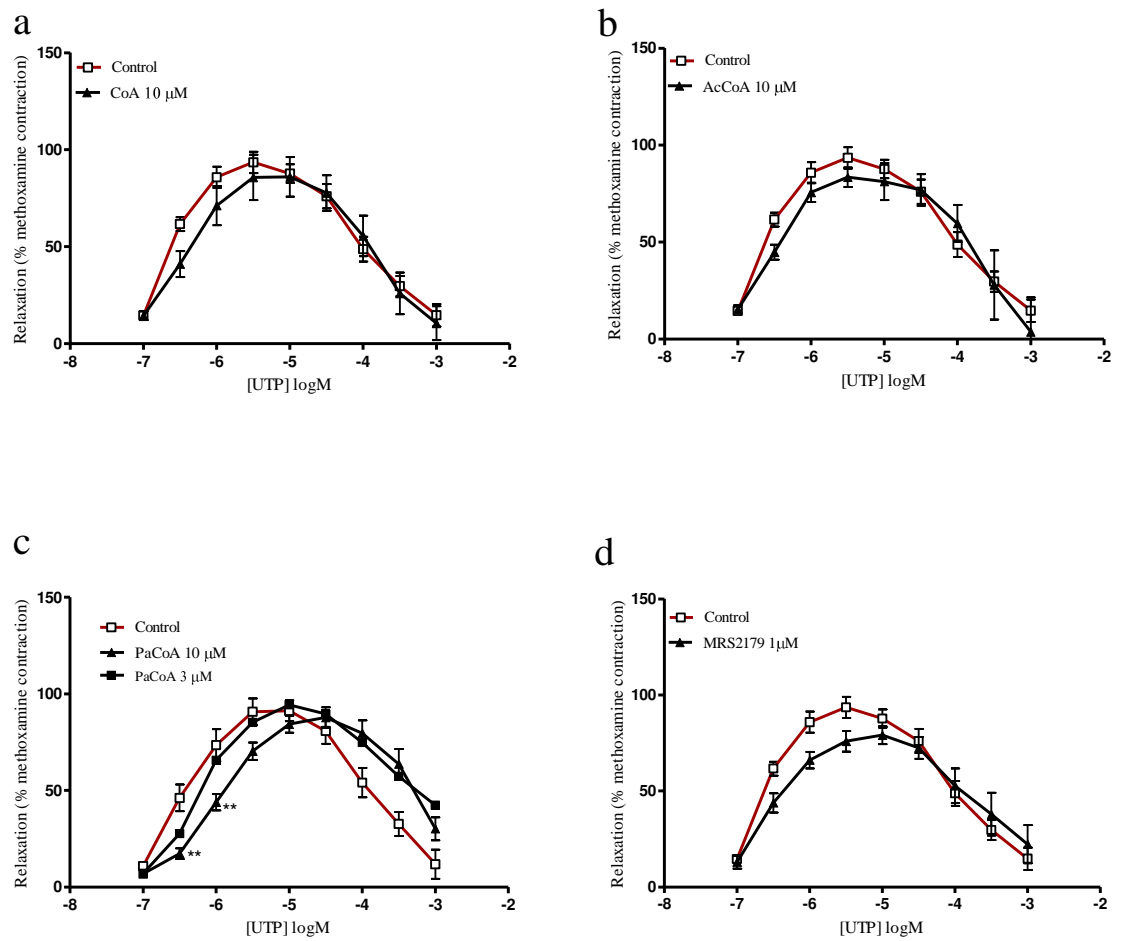 a
150
100
50
0
-8
-7
-6
-5
-4
-3
-2
Relaxation (% methoxamine contraction)
[UTP] logM
Control
CoA 10 μM
b
150
100
50
0
-8
-7
-6
-5
-4
-3
-2
Relaxation (% methoxamine contraction)
[UTP] logM
Control
AcCoA 10 μM
c
150
100
50
0
-8
-7
-6
-5
-4
-3
-2
Relaxation (% methoxamine contraction)
[UTP] logM
Control
PaCoA 10 μM
PaCoA 3 μM
**
**
d
150
100
50
0
-8
-7
-6
-5
-4
-3
-2
Relaxation (% methoxamine contraction)
[UTP] logM
Control
MRS2179 1μM